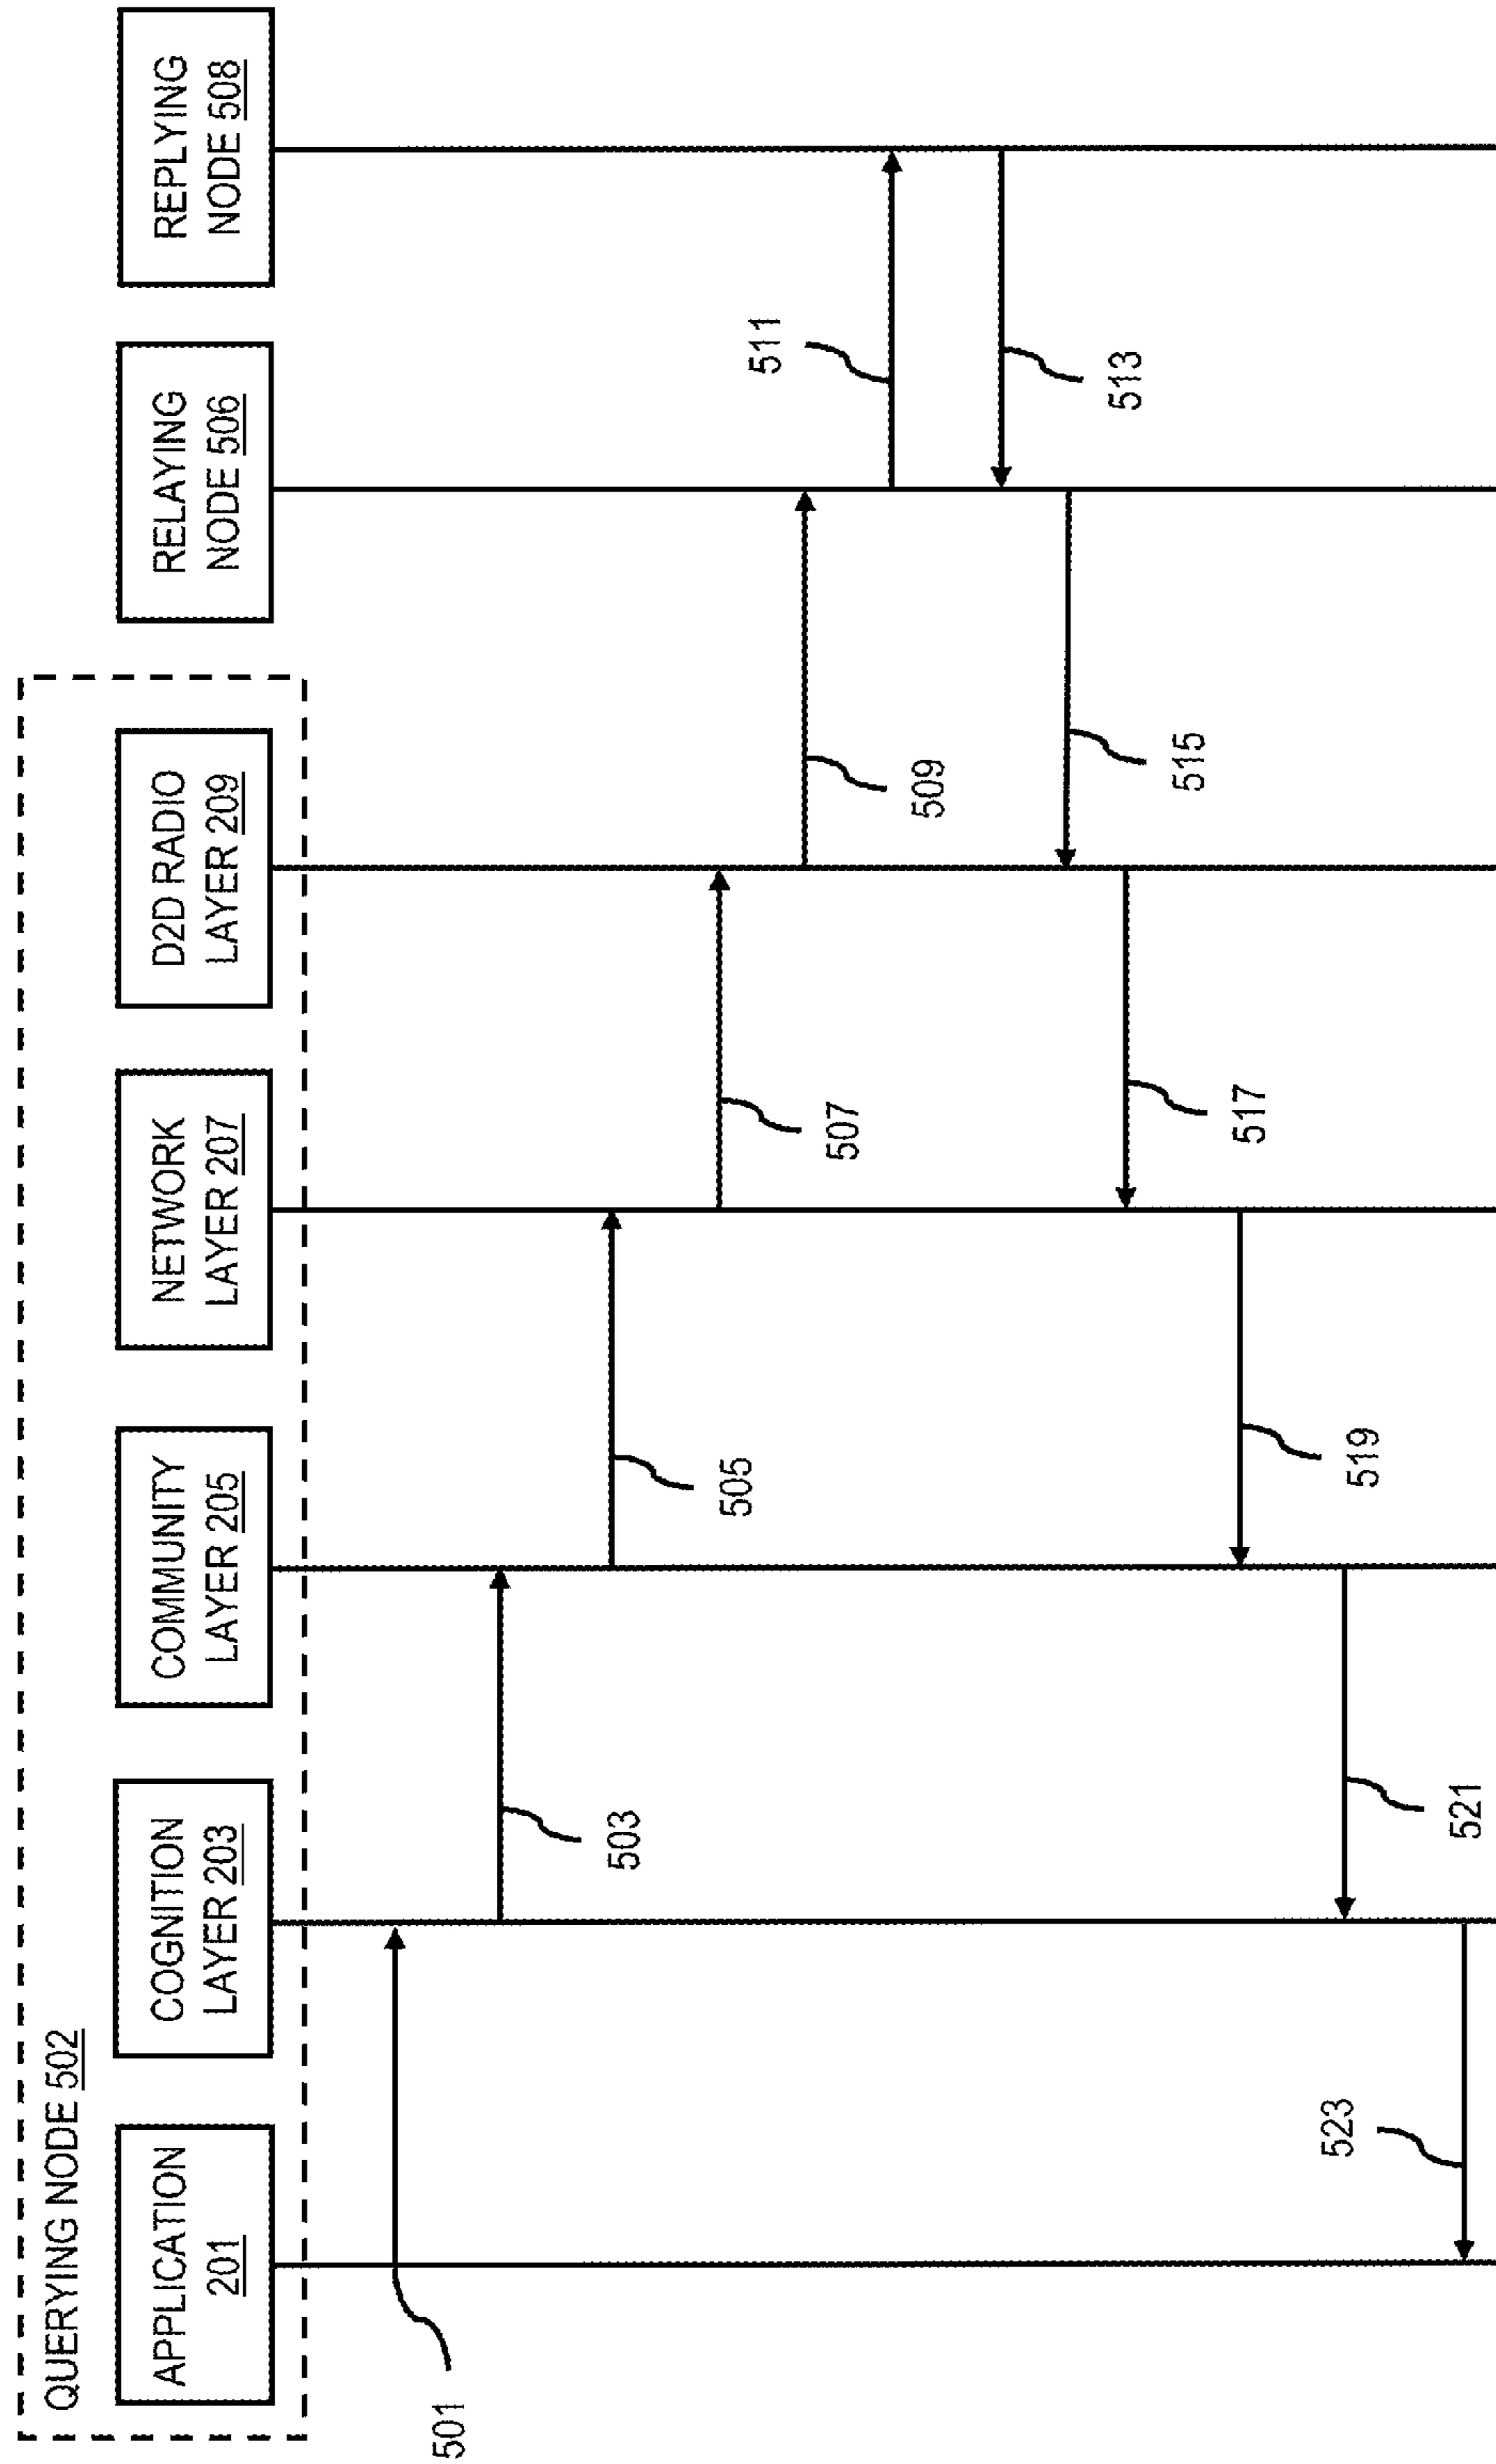 QUERYING NODE 502
APPLICATION
201
COGNITION
LAYER 203
COMMUNITY
LAYER 205
NETWORK
LAYER 207
D2D RADIO
LAYER 209
RELAYING
NODE 506
REPLYING
NODE 508
501
503
505
507
509
511
513
515
517
519
521
523